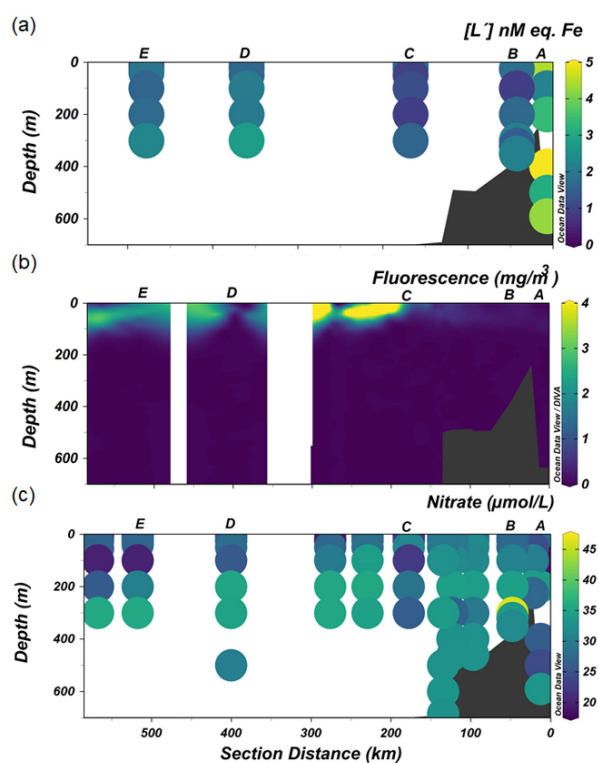 (a)
[L´] nM eq. Fe
E D C B A
Depth (m)
0
200
400
600
5
4
3
2
1
0
Ocean Data View
(b)
Fluorescence (mg/m³)
E D C B A
Depth (m)
0
200
400
600
4
3
2
1
0
Ocean Data View / DIVA
(c)
Nitrate (µmol/L)
E D C B A
Depth (m)
0
200
400
600
45
40
35
30
25
20
Ocean Data View
500 400 300 200 100 0
Section Distance (km)